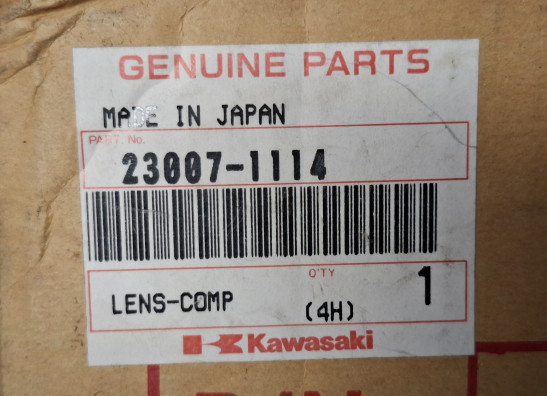 GENUINE PARTS
MADE IN JAPAN
PART No.
23007-1114
Q'TY
LENS-COMP (4H) 1
Kawasaki